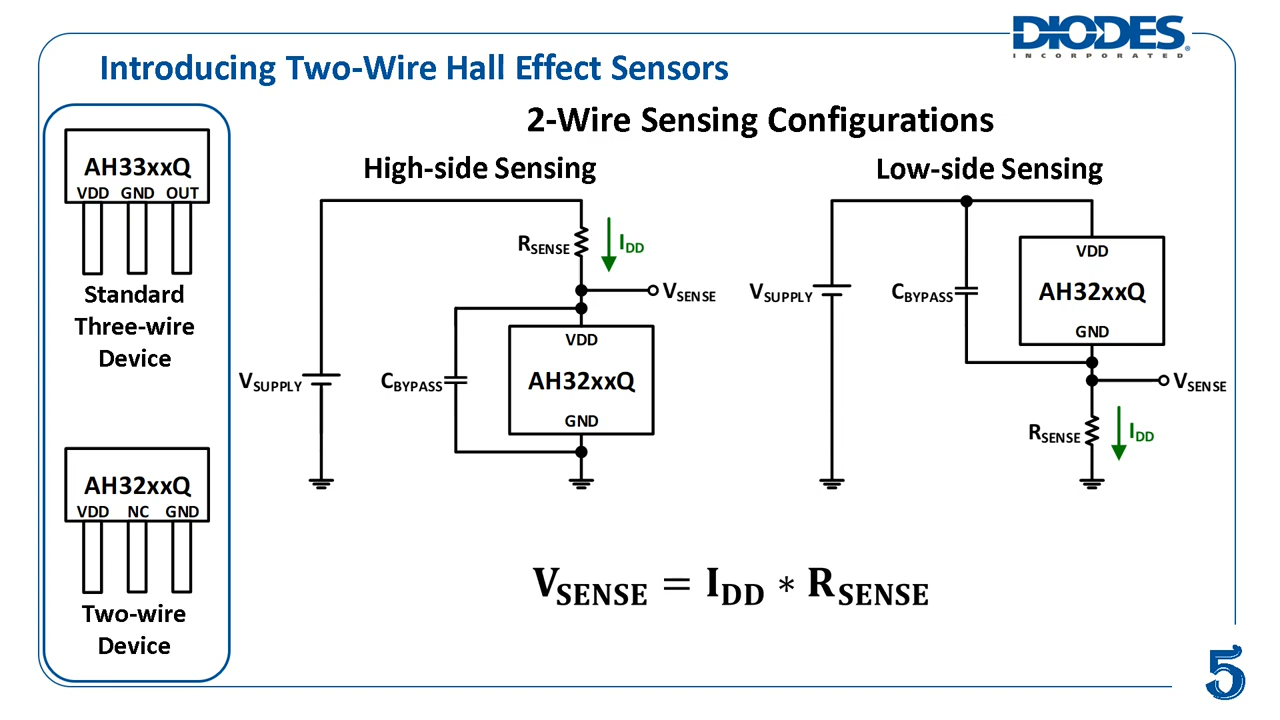 DIODES
INCORPORATED
Introducing Two-Wire Hall Effect Sensors
2-Wire Sensing Configurations
AH33xxQ
VDD GND OUT
Standard
Three-wire
Device
AH32xxQ
VDD NC GND
Two-wire
Device
High-side Sensing
RSENSE
IDD
VSENSE
VSUPPLY
CBYPASS
VDD
AH32xxQ
GND
Low-side Sensing
VSUPPLY
CBYPASS
VDD
AH32xxQ
GND
VSENSE
RSENSE
IDD
VSENSE = IDD * RSENSE
5